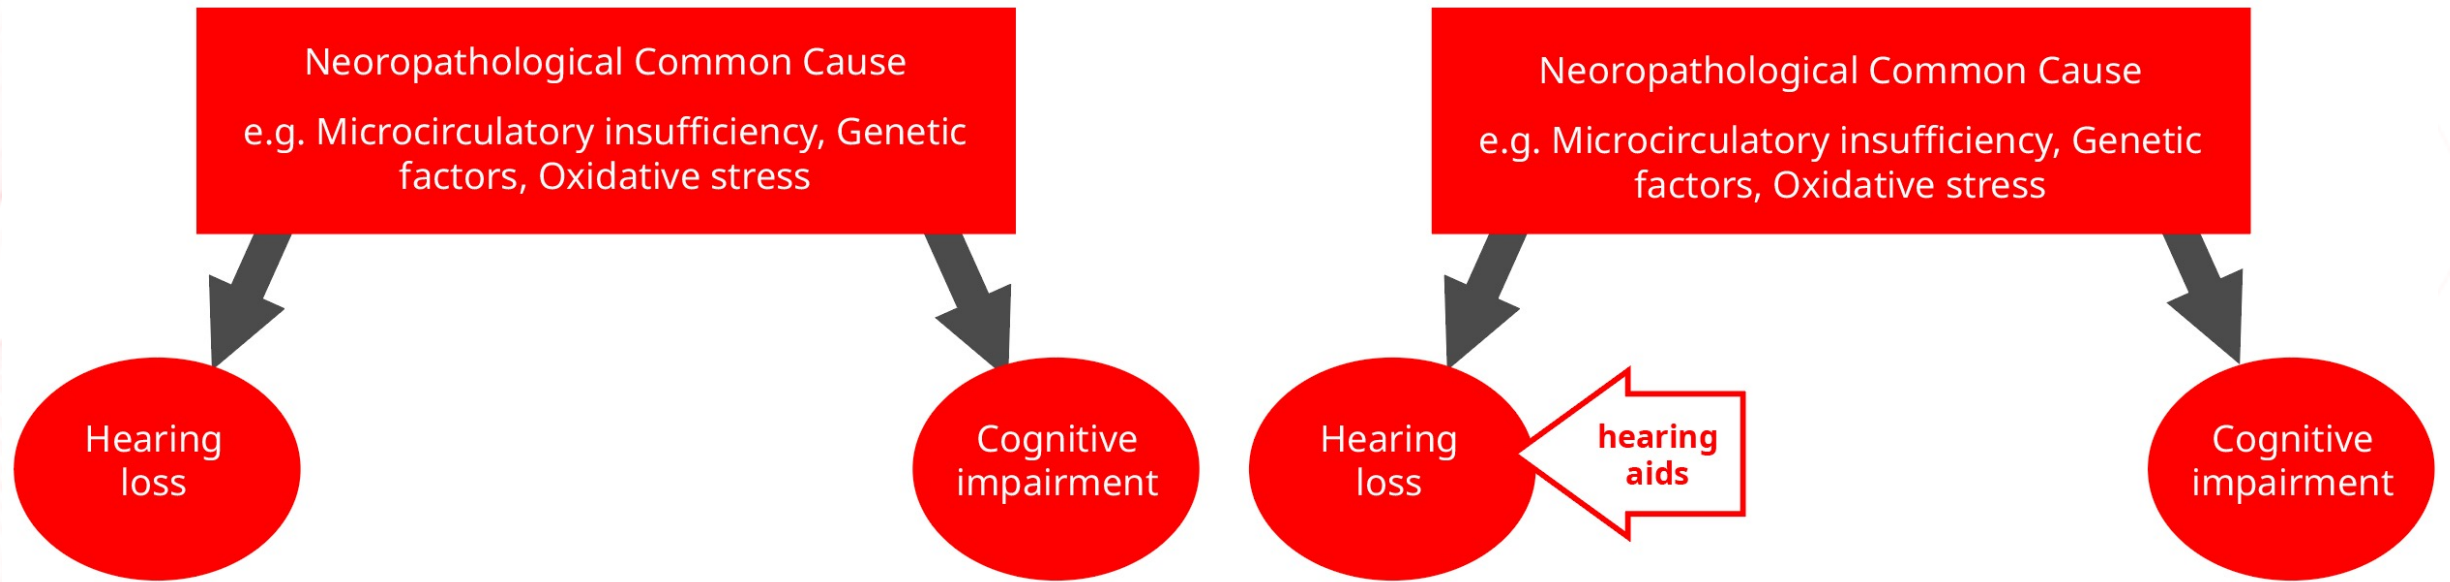 Neoropathological Common Cause
e.g. Microcirculatory insufficiency, Genetic
factors, Oxidative stress
Hearing
loss
Cognitive
impairment
Neoropathological Common Cause
e.g. Microcirculatory insufficiency, Genetic
factors, Oxidative stress
Hearing
loss
hearing
aids
Cognitive
impairment